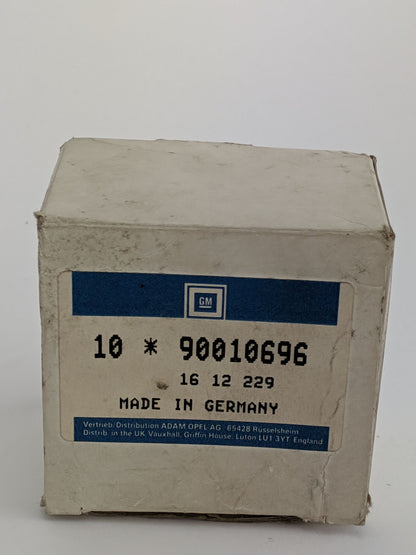 GM
10 * 90010696
16 12 229
MADE IN GERMANY
Vertrieb/Distribution ADAM OPEL AG · 65428 Rüsselsheim
Distrib. in the UK Vauxhall, Griffin House, Luton LU1 3YT England